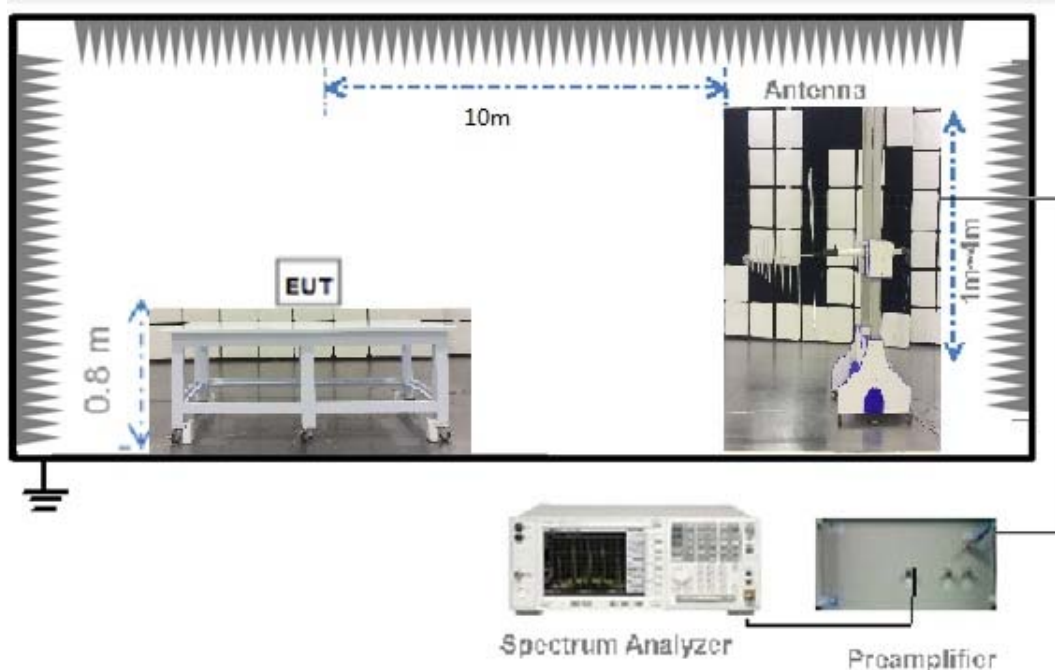 Antenna
10m
1m-4m
EUT
0.8 m
Spectrum Analyzer
Preamplifier